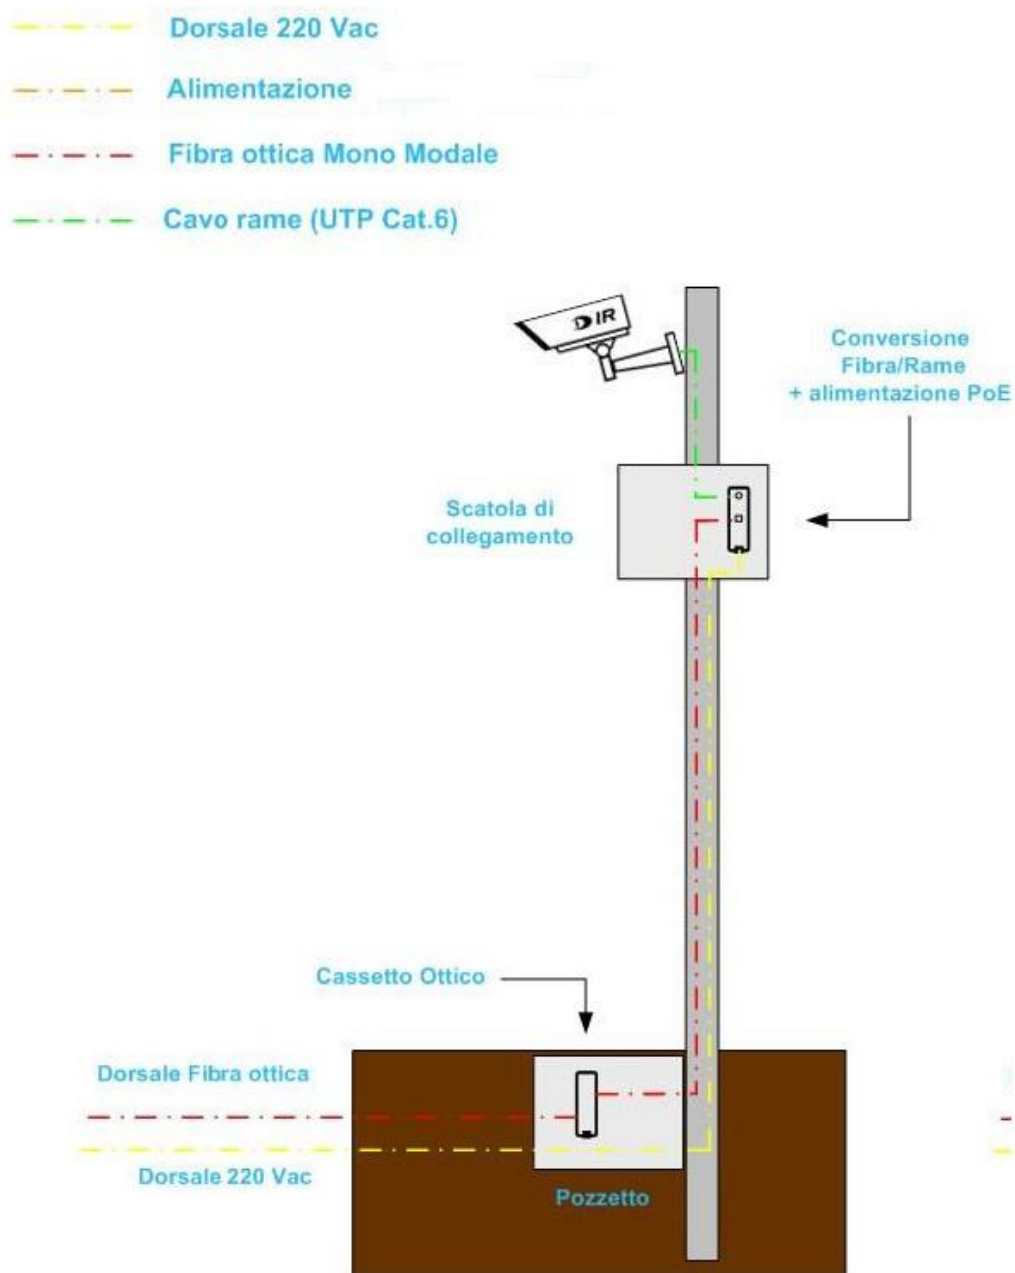 Dorsale 220 Vac
Alimentazione
Fibra ottica Mono Modale
Cavo rame (UTP Cat.6)
IR
Conversione
Fibra/Rame
+ alimentazione PoE
Scatola di
collegamento
Cassetto Ottico
Dorsale Fibra ottica
Dorsale 220 Vac
Pozzetto